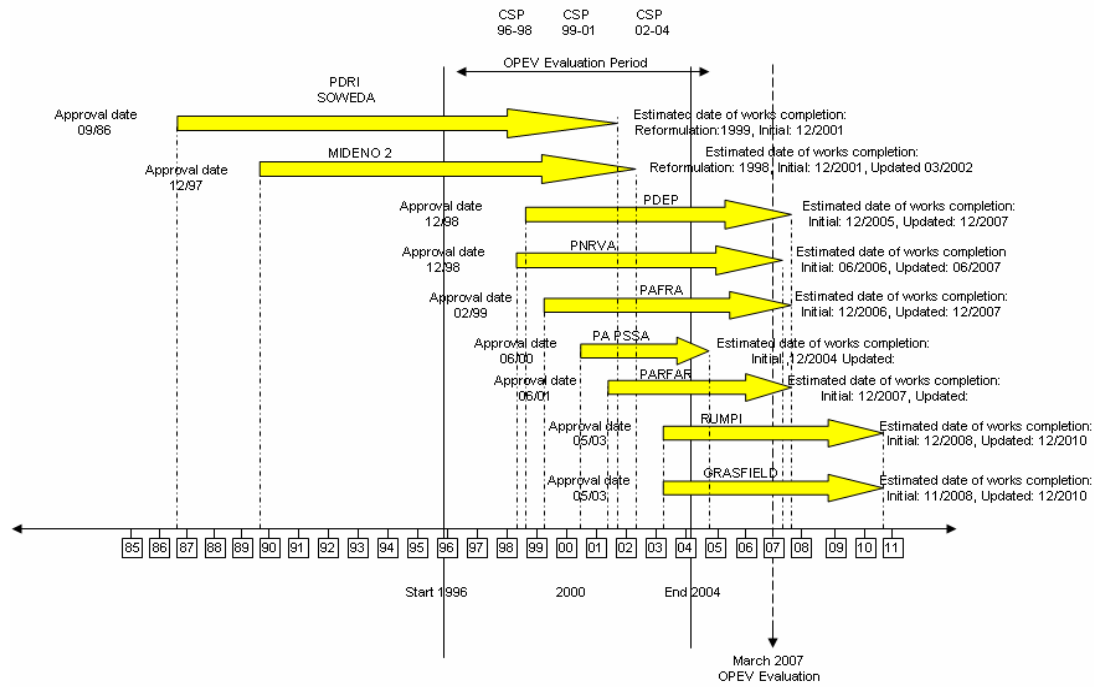 CSP
96-98
CSP
99-01
CSP
02-04
OPEV Evaluation Period
PDRI
SOWEDA
Approval date
09/86
Estimated date of works completion:
Reformulation:1999, Initial: 12/2001
MIDENO 2
Approval date
12/97
Estimated date of works completion:
Reformulation: 1998, Initial: 12/2001, Updated 03/2002
PDEP
Approval date
12/98
Estimated date of works completion:
Initial: 12/2005, Updated: 12/2007
PNRVA
Approval date
12/98
Estimated date of works completion
Initial: 06/2006, Updated: 06/2007
PAFRA
Approval date
02/99
Estimated date of works completion:
Initial: 12/2006, Updated: 12/2007
PA PSSA
Approval date
06/00
Estimated date of works completion:
Initial ,12/2004 Updated:
PARFAR
Approval date
06/01
Estimated date of works completion:
Initial: 12/2007, Updated:
RUMPI
Approval date
05/03
Estimated date of works completion:
Initial: 12/2008, Updated: 12/2010
GRASFIELD
Approval date
05/03
Estimated date of works completion:
Initial: 11/2008, Updated: 12/2010
85 86 87 88 89 90 91 92 93 94 95 96 97 98 99 00 01 02 03 04 05 06 07 08 09 10 11
Start 1996 2000 End 2004
March 2007
OPEV Evaluation